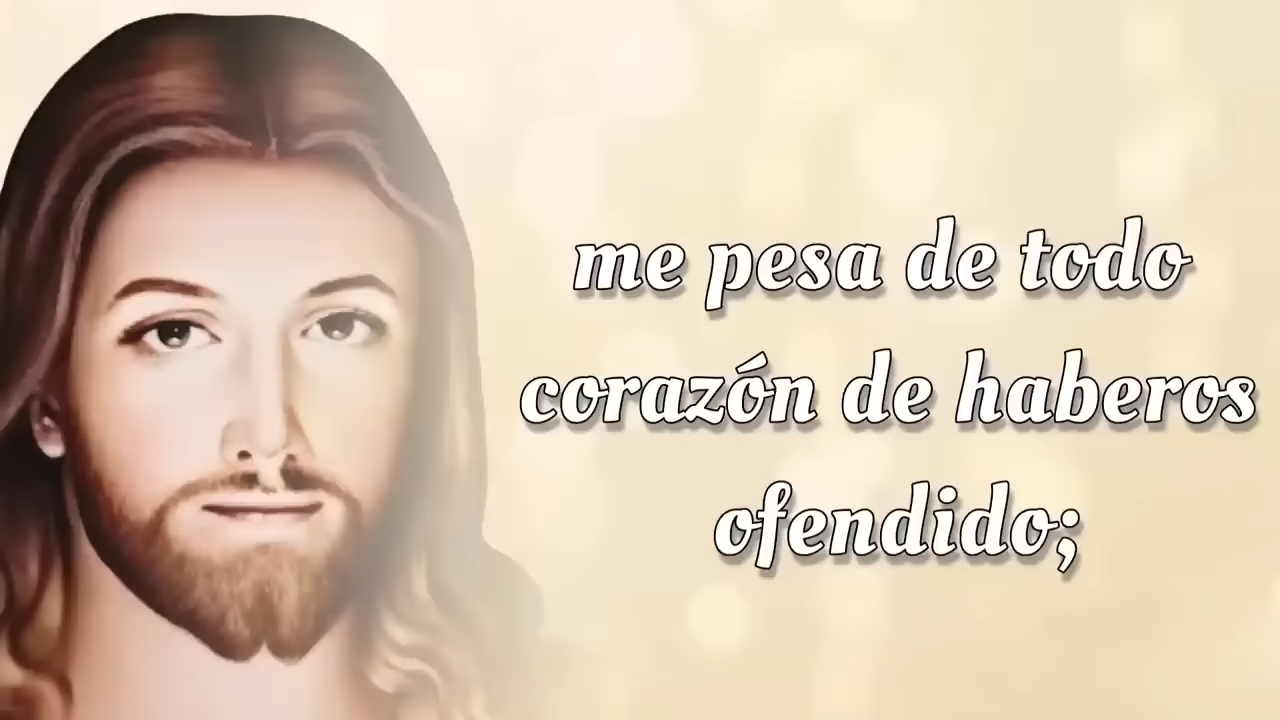 me pesa de todo
corazón de haberos
ofendido;